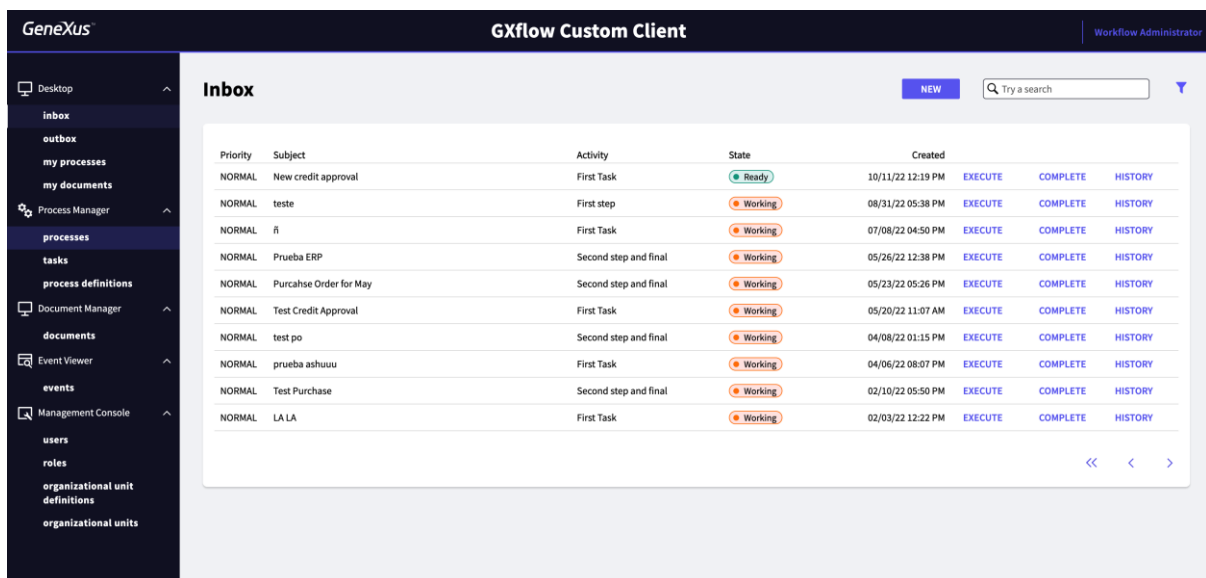 GeneXus™
GXflow Custom Client
Workflow Administrator
Desktop
inbox
outbox
my processes
my documents
Process Manager
processes
tasks
process definitions
Document Manager
documents
Event Viewer
events
Management Console
users
roles
organizational unit
definitions
organizational units
Inbox
NEW
Try a search
Priority Subject Activity State Created
NORMAL New credit approval First Task Ready 10/11/22 12:19 PM EXECUTE COMPLETE HISTORY
NORMAL teste First step Working 08/31/22 05:38 PM EXECUTE COMPLETE HISTORY
NORMAL ñ First Task Working 07/08/22 04:50 PM EXECUTE COMPLETE HISTORY
NORMAL Prueba ERP Second step and final Working 05/26/22 12:38 PM EXECUTE COMPLETE HISTORY
NORMAL Purcahse Order for May Second step and final Working 05/23/22 05:26 PM EXECUTE COMPLETE HISTORY
NORMAL Test Credit Approval First Task Working 05/20/22 11:07 AM EXECUTE COMPLETE HISTORY
NORMAL test po Second step and final Working 04/08/22 01:15 PM EXECUTE COMPLETE HISTORY
NORMAL prueba ashuuu First Task Working 04/06/22 08:07 PM EXECUTE COMPLETE HISTORY
NORMAL Test Purchase Second step and final Working 02/10/22 05:50 PM EXECUTE COMPLETE HISTORY
NORMAL LA LA First Task Working 02/03/22 12:22 PM EXECUTE COMPLETE HISTORY